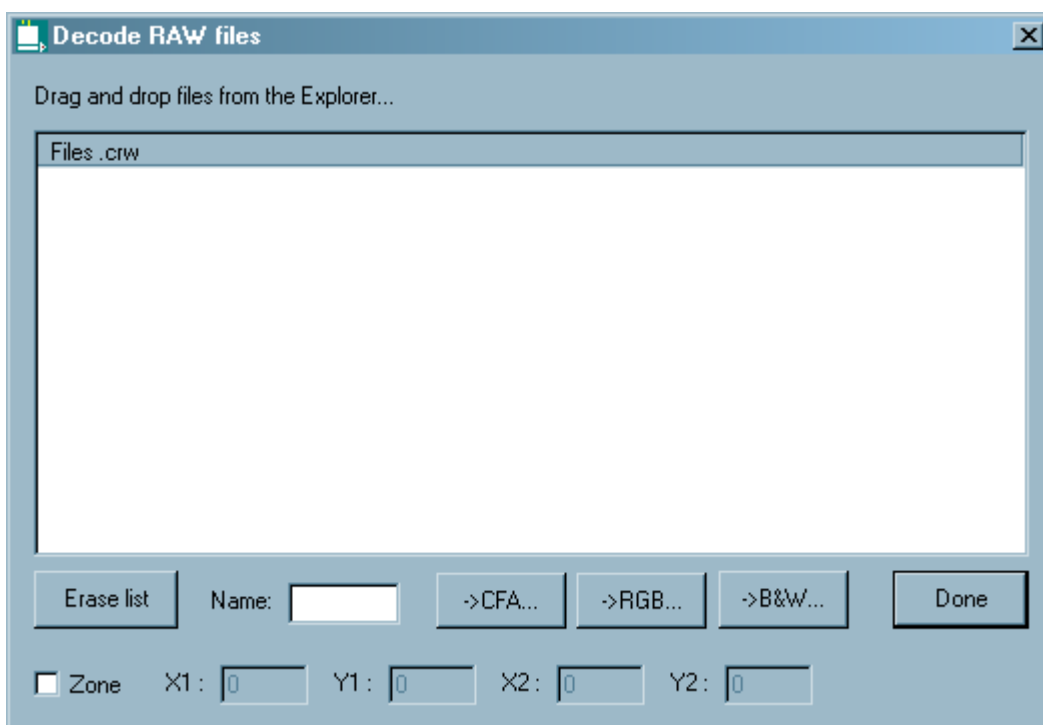 Decode RAW files
Drag and drop files from the Explorer...
Files .crw
Erase list Name: ->CFA... ->RGB... ->B&W... Done
Zone X1 : 0 Y1 : 0 X2 : 0 Y2 : 0